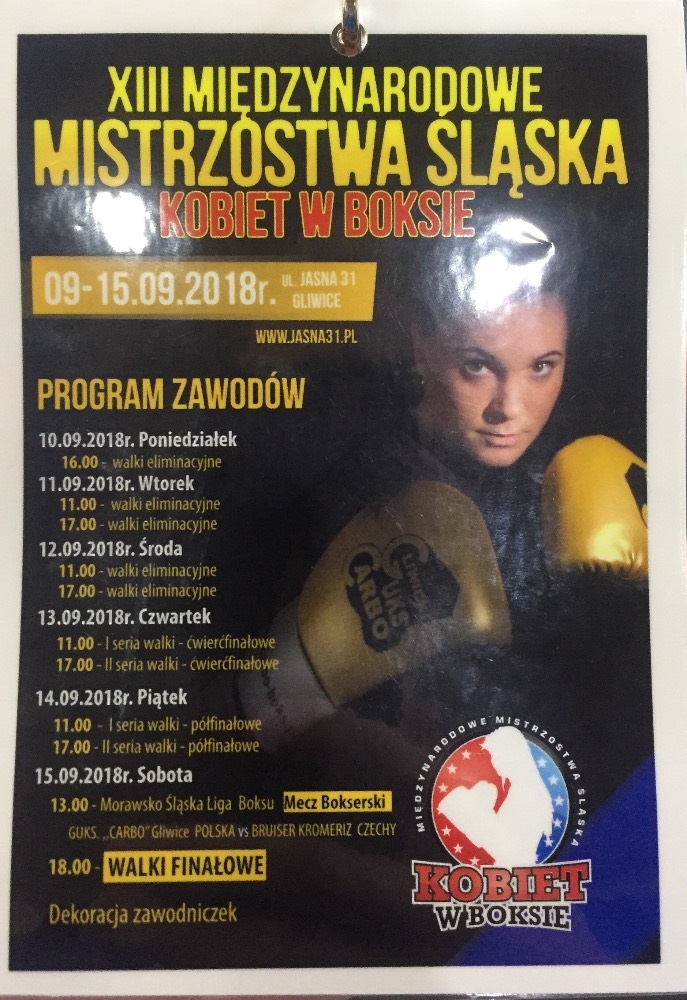 XIII MIĘDZYNARODOWE
MISTRZOSTWA ŚLĄSKA
KOBIET W BOKSIE
09-15.09.2018r. UL. JASNA 31
GLIWICE
WWW.JASNA31.PL
PROGRAM ZAWODÓW
10.09.2018r. Poniedziałek
16.00 - walki eliminacyjne
11.09.2018r. Wtorek
11.00 - walki eliminacyjne
17.00 - walki eliminacyjne
12.09.2018r. Środa
11.00 - walki eliminacyjne
17.00 - walki eliminacyjne
13.09.2018r. Czwartek
11.00 - I seria walki - ćwierćfinałowe
17.00 - II seria walki - ćwierćfinałowe
14.09.2018r. Piątek
11.00 - I seria walki - półfinałowe
17.00 - II seria walki - półfinałowe
15.09.2018r. Sobota
13.00 - Morawsko Śląska Liga Boksu Mecz Bokserski
GUKS. ,,CARBO" Gliwice POLSKA vs BRUISER KROMERIZ CZECHY
18.00 - WALKI FINAŁOWE
Dekoracja zawodniczek
GUKS
CARBO
MIĘDZYNARODOWE MISTRZOSTWA ŚLĄSKA
KOBIET
W BOKSIE